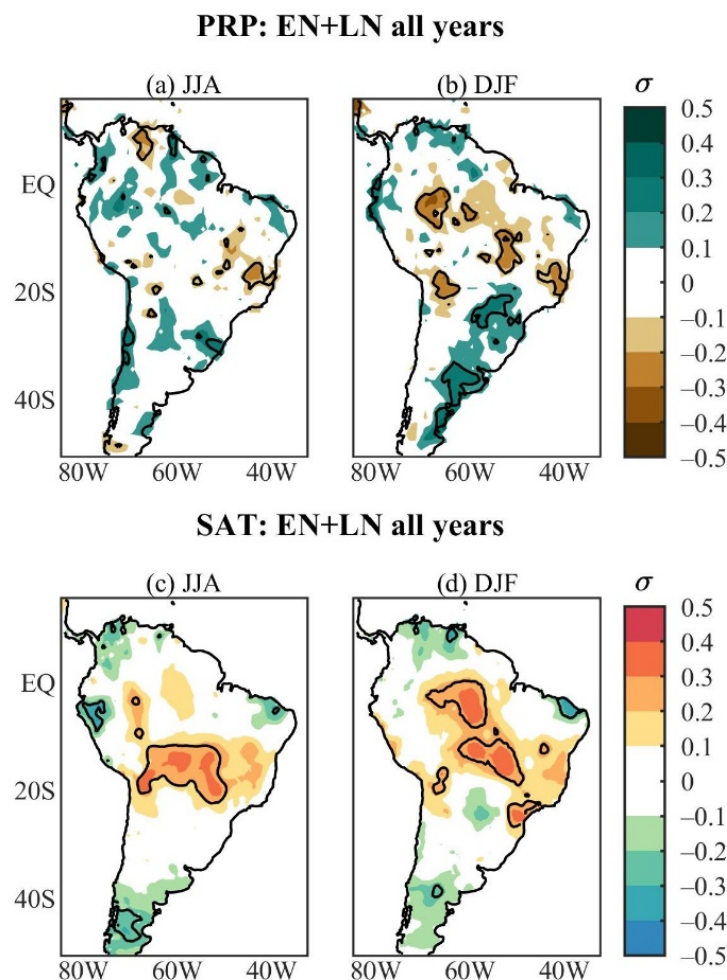 PRP: EN+LN all years
(a) JJA (b) DJF σ
0.5
0.4
EQ 0.3
0.2
0.1
0
20S –0.1
–0.2
–0.3
40S –0.4
–0.5
80W 60W 40W 80W 60W 40W
SAT: EN+LN all years
(c) JJA (d) DJF σ
0.5
0.4
EQ 0.3
0.2
0.1
0
20S –0.1
–0.2
–0.3
40S –0.4
–0.5
80W 60W 40W 80W 60W 40W